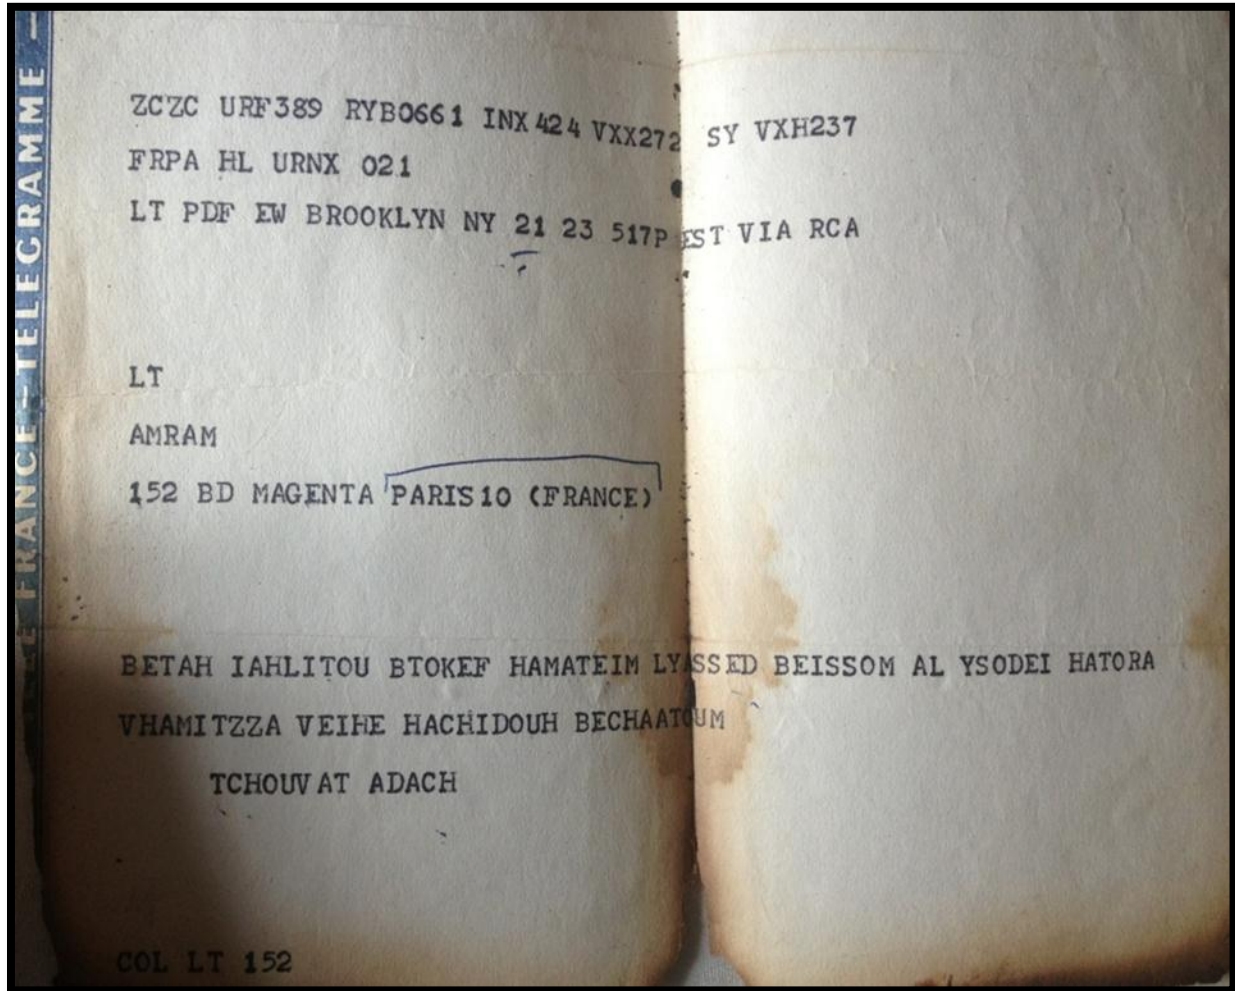 FRANCE-TELEGRAMME-
ZCZC URF389 RYB0661 INX424 VXX272 SY VXH237
FRPA HL URNX 021
LT PDF EW BROOKLYN NY 21 23 517P EST VIA RCA
LT
AMRAM
152 BD MAGENTA PARIS10 (FRANCE)
BETAH IAHLITOU BTOKEF HAMATEIM LYASSED BEISSOM AL YSODEI HATORA
VHAMITZZA VEIHE HACHIDOUH BECHAATOUM
TCHOUVAT ADACH
COL LT 152